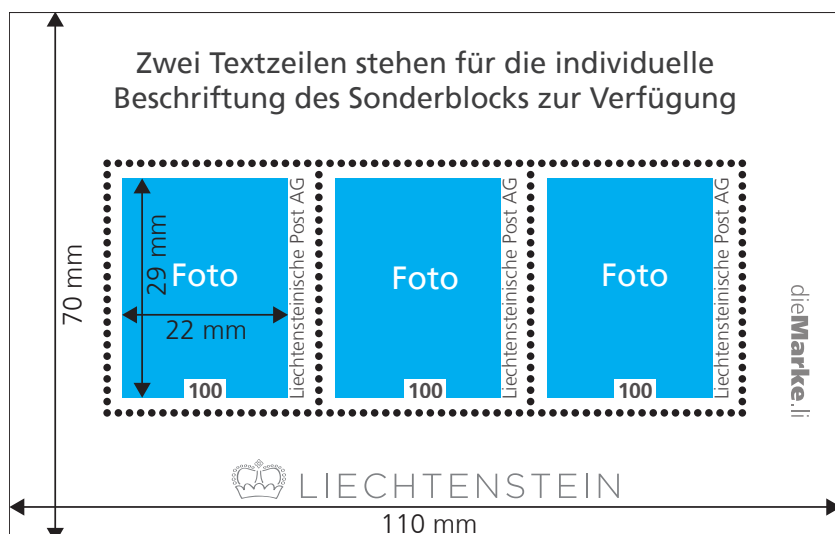 Zwei Textzeilen stehen für die individuelle
Beschriftung des Sonderblocks zur Verfügung
70 mm
29 mm
Foto
22 mm
100
Liechtensteinische Post AG
Foto
100
Liechtensteinische Post AG
Foto
100
Liechtensteinische Post AG
dieMarke.li
LIECHTENSTEIN
110 mm